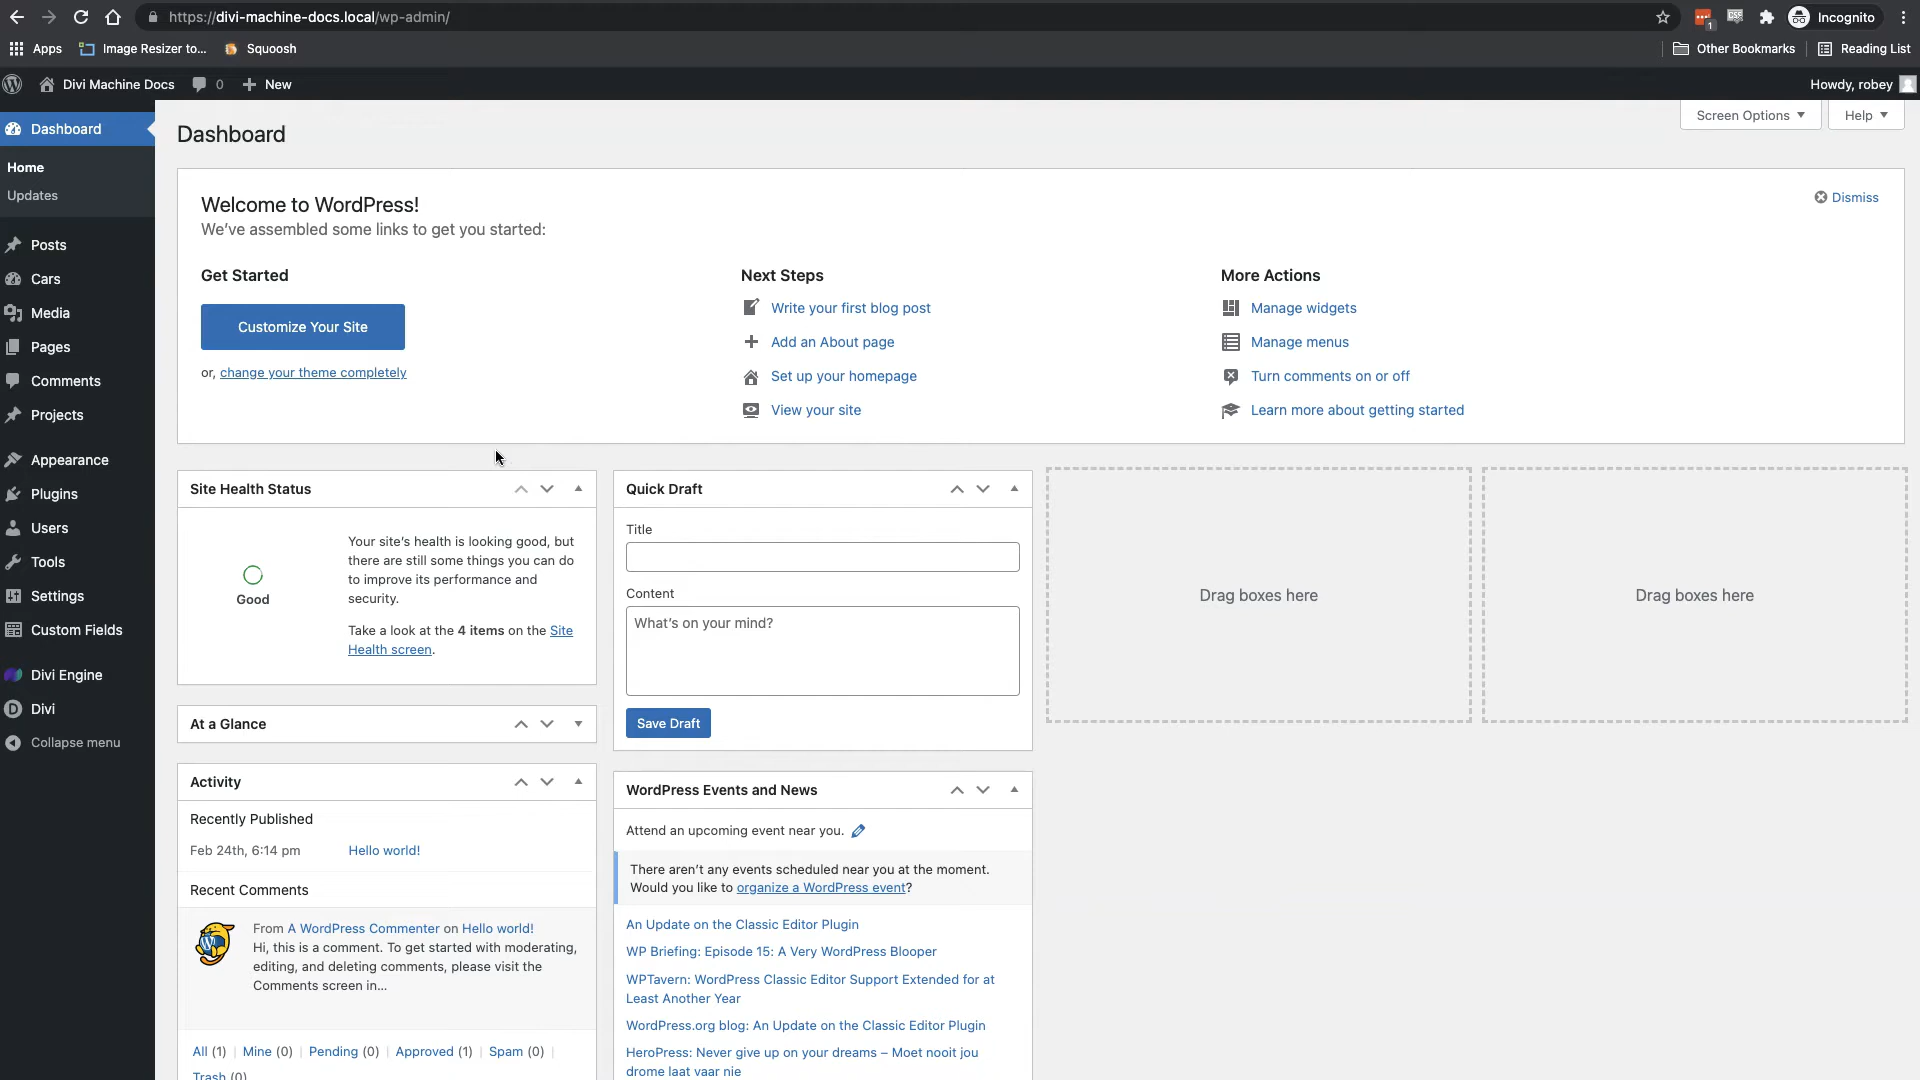 https://divi-machine-docs.local/wp-admin/
1
Incognito
Apps
Image Resizer to...
Squoosh
Other Bookmarks
Reading List
Divi Machine Docs
0
New
Howdy, robey
Dashboard
Home
Updates
Posts
Cars
Media
Pages
Comments
Projects
Appearance
Plugins
Users
Tools
Settings
Custom Fields
Divi Engine
Divi
Collapse menu
Dashboard
Screen Options
Help
Welcome to WordPress!
We've assembled some links to get you started:
Dismiss
Get Started
Customize Your Site
or, change your theme completely
Next Steps
Write your first blog post
Add an About page
Set up your homepage
View your site
More Actions
Manage widgets
Manage menus
Turn comments on or off
Learn more about getting started
Site Health Status
Good
Your site's health is looking good, but
there are still some things you can do
to improve its performance and
security.
Take a look at the 4 items on the Site
Health screen.
At a Glance
Activity
Recently Published
Feb 24th, 6:14 pm
Hello world!
Recent Comments
From A WordPress Commenter on Hello world!
Hi, this is a comment. To get started with moderating,
editing, and deleting comments, please visit the
Comments screen in...
All (1) | Mine (0) | Pending (0) | Approved (1) | Spam (0) |
Trash (0)
Quick Draft
Title
Content
What's on your mind?
Save Draft
WordPress Events and News
Attend an upcoming event near you.
There aren't any events scheduled near you at the moment.
Would you like to organize a WordPress event?
An Update on the Classic Editor Plugin
WP Briefing: Episode 15: A Very WordPress Blooper
WPTavern: WordPress Classic Editor Support Extended for at
Least Another Year
WordPress.org blog: An Update on the Classic Editor Plugin
HeroPress: Never give up on your dreams – Moet nooit jou
drome laat vaar nie
Drag boxes here
Drag boxes here